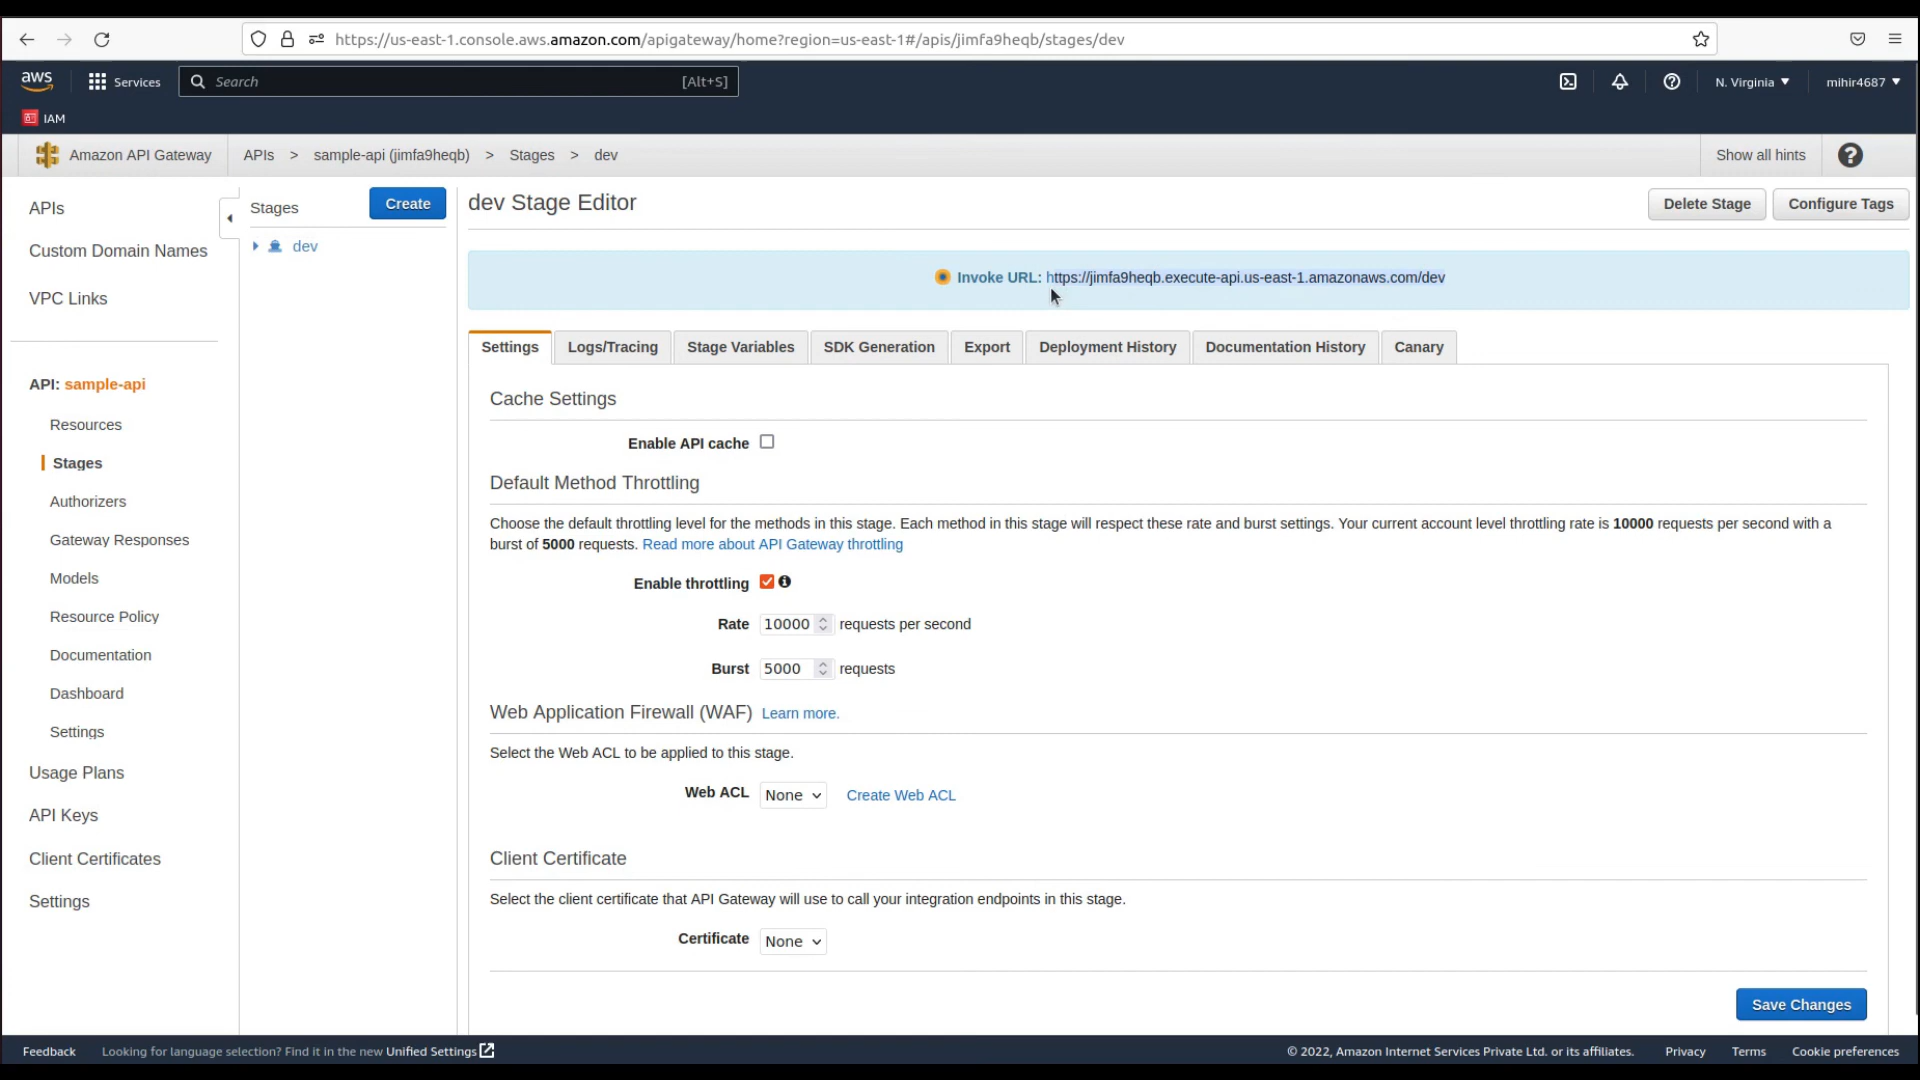 https://us-east-1.console.aws.amazon.com/apigateway/home?region=us-east-1#/apis/jimfa9heqb/stages/dev
aws Services Search [Alt+S] N. Virginia mihir4687
IAM
Amazon API Gateway APIs > sample-api (jimfa9heqb) > Stages > dev Show all hints
APIs
Custom Domain Names
VPC Links
API: sample-api
Resources
Stages
Authorizers
Gateway Responses
Models
Resource Policy
Documentation
Dashboard
Settings
Usage Plans
API Keys
Client Certificates
Settings
Stages Create
dev
dev Stage Editor Delete Stage Configure Tags
Invoke URL: https://jimfa9heqb.execute-api.us-east-1.amazonaws.com/dev
Settings Logs/Tracing Stage Variables SDK Generation Export Deployment History Documentation History Canary
Cache Settings
Enable API cache
Default Method Throttling
Choose the default throttling level for the methods in this stage. Each method in this stage will respect these rate and burst settings. Your current account level throttling rate is 10000 requests per second with a
burst of 5000 requests. Read more about API Gateway throttling
Enable throttling
Rate 10000 requests per second
Burst 5000 requests
Web Application Firewall (WAF) Learn more.
Select the Web ACL to be applied to this stage.
Web ACL None Create Web ACL
Client Certificate
Select the client certificate that API Gateway will use to call your integration endpoints in this stage.
Certificate None
Save Changes
Feedback Looking for language selection? Find it in the new Unified Settings © 2022, Amazon Internet Services Private Ltd. or its affiliates. Privacy Terms Cookie preferences